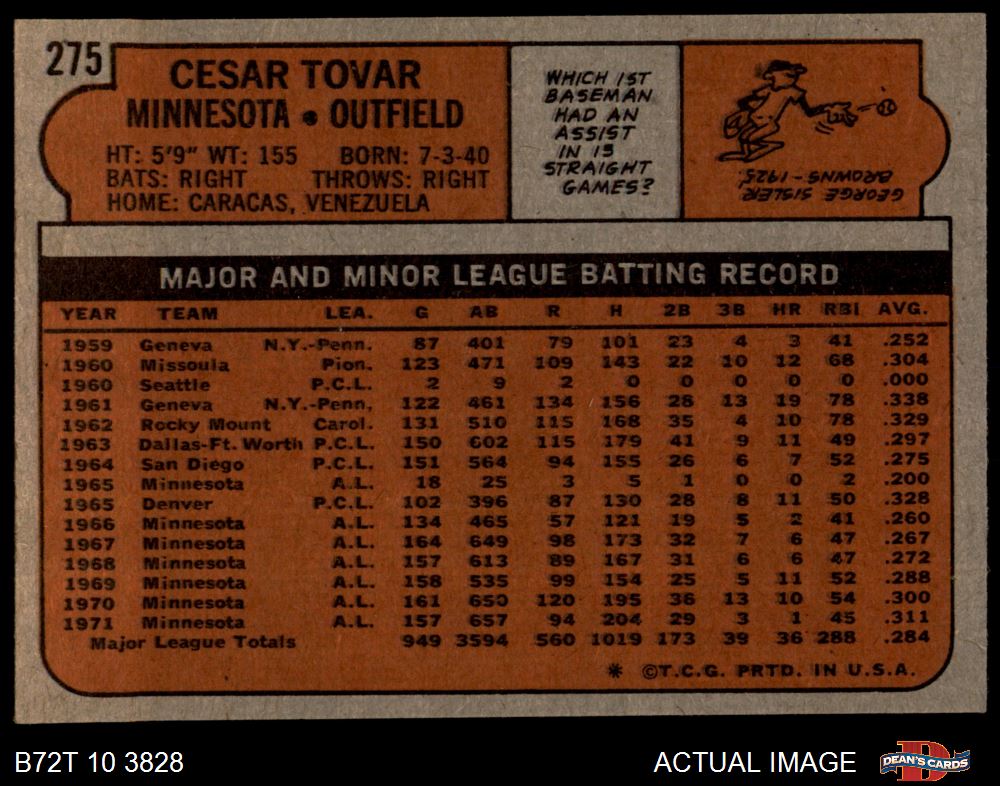 275
CESAR TOVAR
MINNESOTA • OUTFIELD
HT: 5'9" WT: 155 BORN: 7-3-40
BATS: RIGHT THROWS: RIGHT
HOME: CARACAS, VENEZUELA
WHICH 1ST
BASEMAN
HAD AN
ASSIST
IN 13
STRAIGHT
GAMES?
GEORGE SISLER,
BROWNS - 1925.
MAJOR AND MINOR LEAGUE BATTING RECORD
YEAR TEAM LEA. G AB R H 2B 3B HR RBI AVG.
1959 Geneva N.Y.-Penn. 87 401 79 101 23 4 3 41 .252
1960 Missoula Pion. 123 471 109 143 22 10 12 68 .304
1960 Seattle P.C.L. 2 9 2 0 0 0 0 0 .000
1961 Geneva N.Y.-Penn. 122 461 134 156 28 13 19 78 .338
1962 Rocky Mount Carol. 131 510 115 168 35 4 10 78 .329
1963 Dallas-Ft. Worth P.C.L. 150 602 115 179 41 9 11 49 .297
1964 San Diego P.C.L. 151 564 94 155 26 6 7 52 .275
1965 Minnesota A.L. 18 25 3 5 1 0 0 2 .200
1965 Denver P.C.L. 102 396 87 130 28 8 11 50 .328
1966 Minnesota A.L. 134 465 57 121 19 5 2 41 .260
1967 Minnesota A.L. 164 649 98 173 32 7 6 47 .267
1968 Minnesota A.L. 157 613 89 167 31 6 6 47 .272
1969 Minnesota A.L. 158 535 99 154 25 5 11 52 .288
1970 Minnesota A.L. 161 650 120 195 36 13 10 54 .300
1971 Minnesota A.L. 157 657 94 204 29 3 1 45 .311
Major League Totals 949 3594 560 1019 173 39 36 288 .284
* ©T.C.G. PRTD. IN U.S.A.
B72T 10 3828
ACTUAL IMAGE
D
DEAN'S CARDS